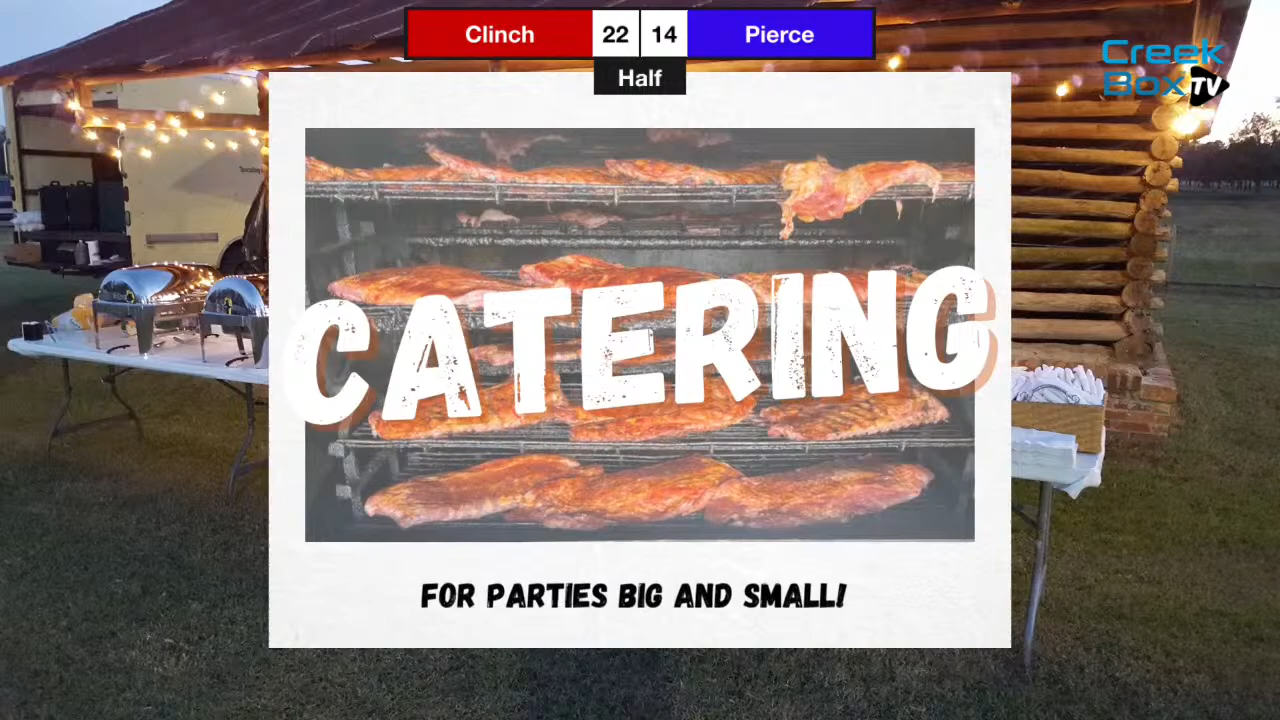 Clinch 22 14 Pierce
Half
Creek
Box TV
CATERING
FOR PARTIES BIG AND SMALL!